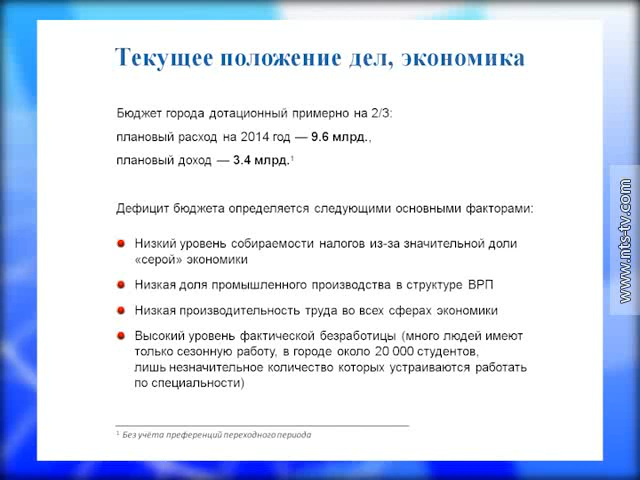 Текущее положение дел, экономика
Бюджет города дотационный примерно на 2/3:
плановый расход на 2014 год — 9.6 млрд.,
плановый доход — 3.4 млрд.¹
Дефицит бюджета определяется следующими основными факторами:
Низкий уровень собираемости налогов из-за значительной доли
«серой» экономики
Низкая доля промышленного производства в структуре ВРП
Низкая производительность труда во всех сферах экономики
Высокий уровень фактической безработицы (много людей имеют
только сезонную работу, в городе около 20 000 студентов,
лишь незначительное количество которых устраиваются работать
по специальности)
¹ Без учёта преференций переходного периода
www.nts-tv.com